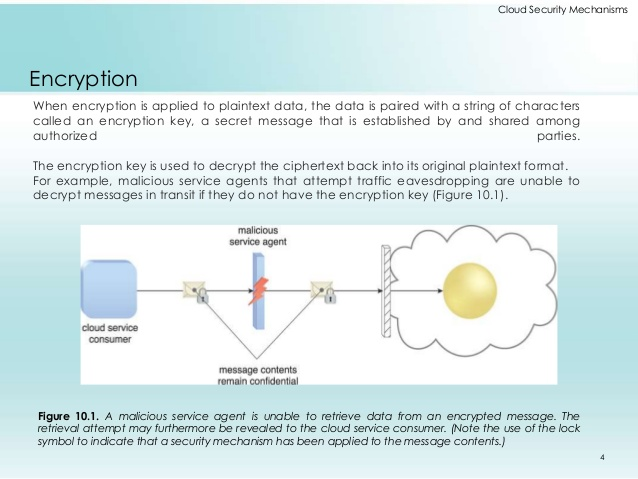 Cloud Security Mechanisms
Encryption
When encryption is applied to plaintext data, the data is paired with a string of characters
called an encryption key, a secret message that is established by and shared among
authorized parties.
The encryption key is used to decrypt the ciphertext back into its original plaintext format.
For example, malicious service agents that attempt traffic eavesdropping are unable to
decrypt messages in transit if they do not have the encryption key (Figure 10.1).
malicious
service agent
cloud service
consumer
message contents
remain confidential
Figure 10.1. A malicious service agent is unable to retrieve data from an encrypted message. The
retrieval attempt may furthermore be revealed to the cloud service consumer. (Note the use of the lock
symbol to indicate that a security mechanism has been applied to the message contents.)
4